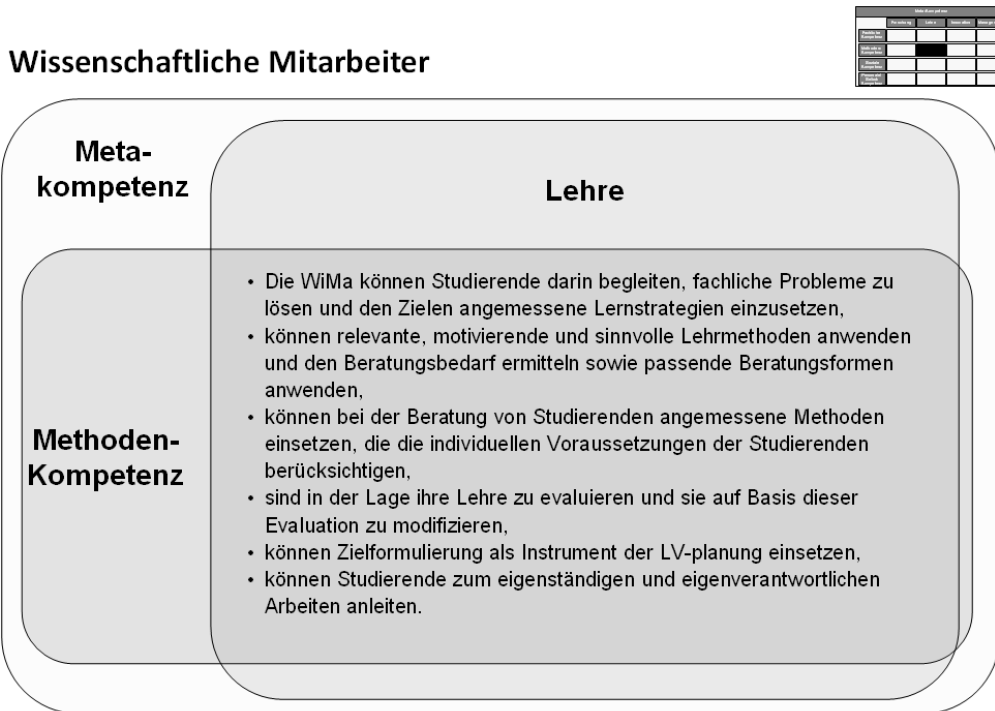 Wissenschaftliche Mitarbeiter
Lehre
Meta-
kompetenz
Lehre
Methoden-
Kompetenz
• Die WiMa können Studierende darin begleiten, fachliche Probleme zu
lösen und den Zielen angemessene Lernstrategien einzusetzen,
• können relevante, motivierende und sinnvolle Lehrmethoden anwenden
und den Beratungsbedarf ermitteln sowie passende Beratungsformen
anwenden,
• können bei der Beratung von Studierenden angemessene Methoden
einsetzen, die die individuellen Voraussetzungen der Studierenden
berücksichtigen,
• sind in der Lage ihre Lehre zu evaluieren und sie auf Basis dieser
Evaluation zu modifizieren,
• können Zielformulierung als Instrument der LV-planung einsetzen,
• können Studierende zum eigenständigen und eigenverantwortlichen
Arbeiten anleiten.